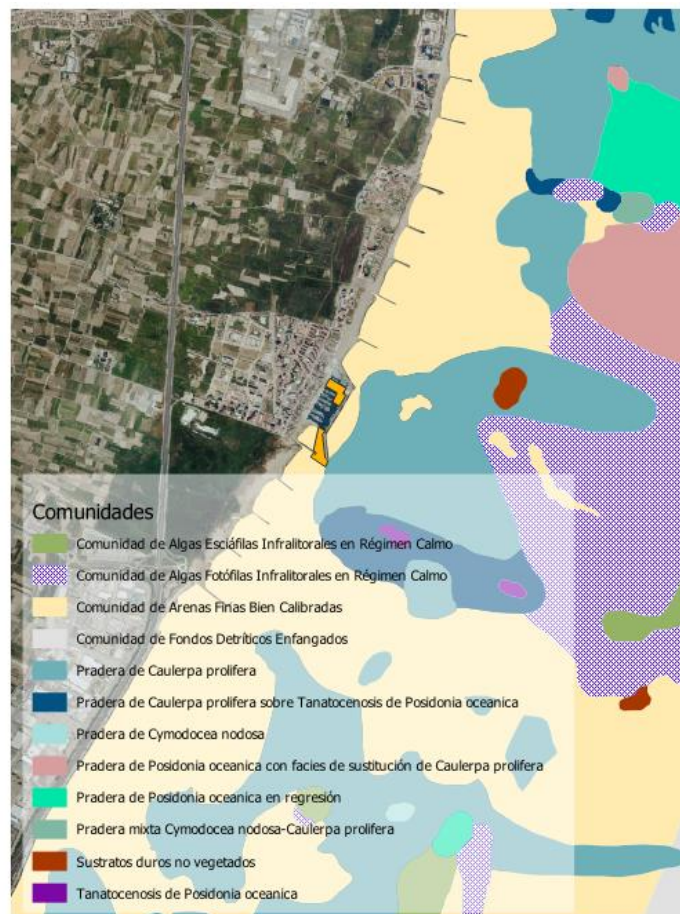 Comunidades
Comunidad de Algas Esciáfilas Infralitorales en Régimen Calmo
Comunidad de Algas Fotófilas Infralitorales en Régimen Calmo
Comunidad de Arenas Finas Bien Calibradas
Comunidad de Fondos Detríticos Enfangados
Pradera de Caulerpa prolifera
Pradera de Caulerpa prolifera sobre Tanatocenosis de Posidonia oceanica
Pradera de Cymodocea nodosa
Pradera de Posidonia oceanica con facies de sustitución de Caulerpa prolifera
Pradera de Posidonia oceanica en regresión
Pradera mixta Cymodocea nodosa-Caulerpa prolifera
Sustratos duros no vegetados
Tanatocenosis de Posidonia oceanica